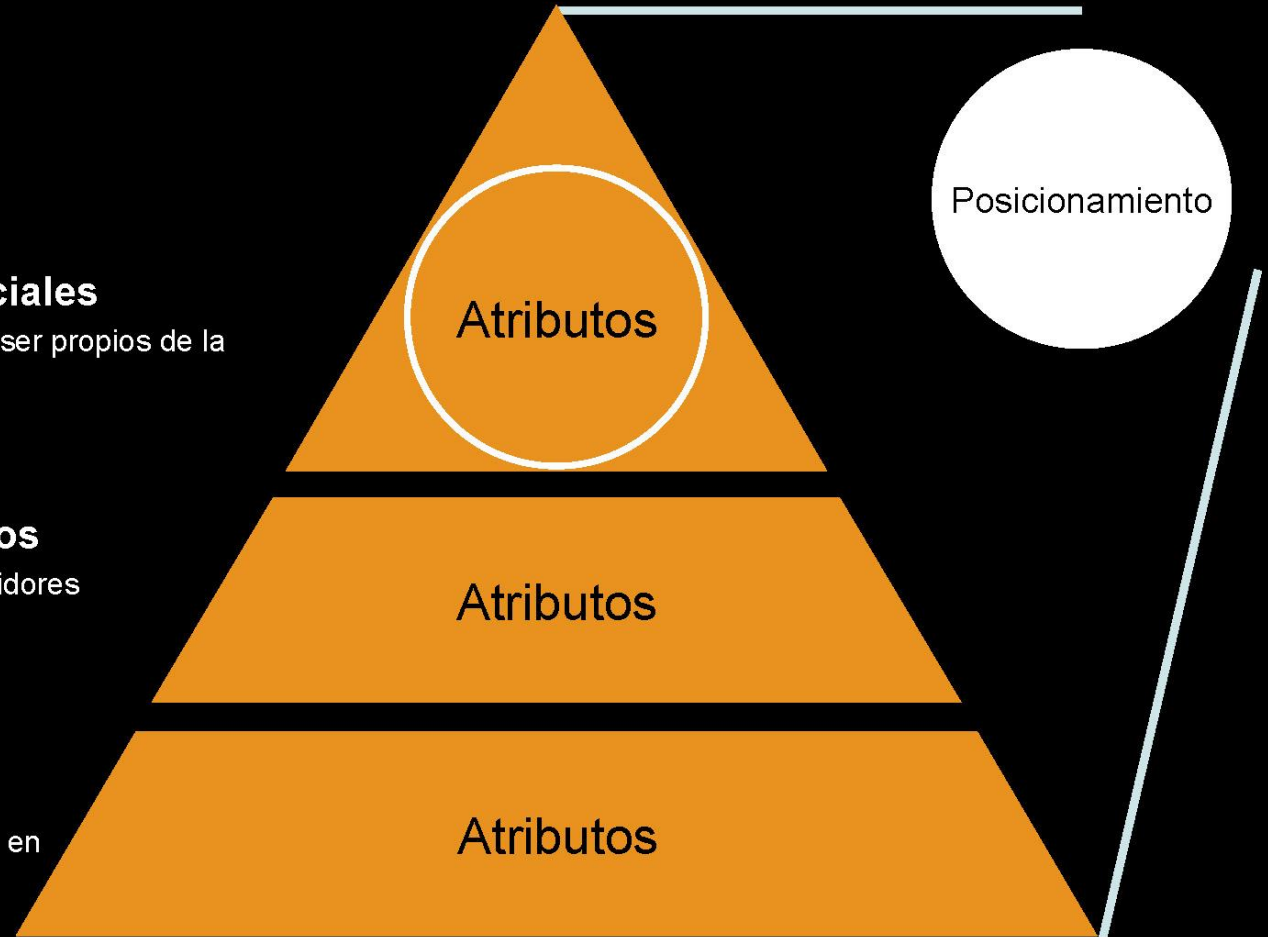 Posicionamiento
ciales
Atributos
ser propios de la
os
idores
Atributos
Atributos
en